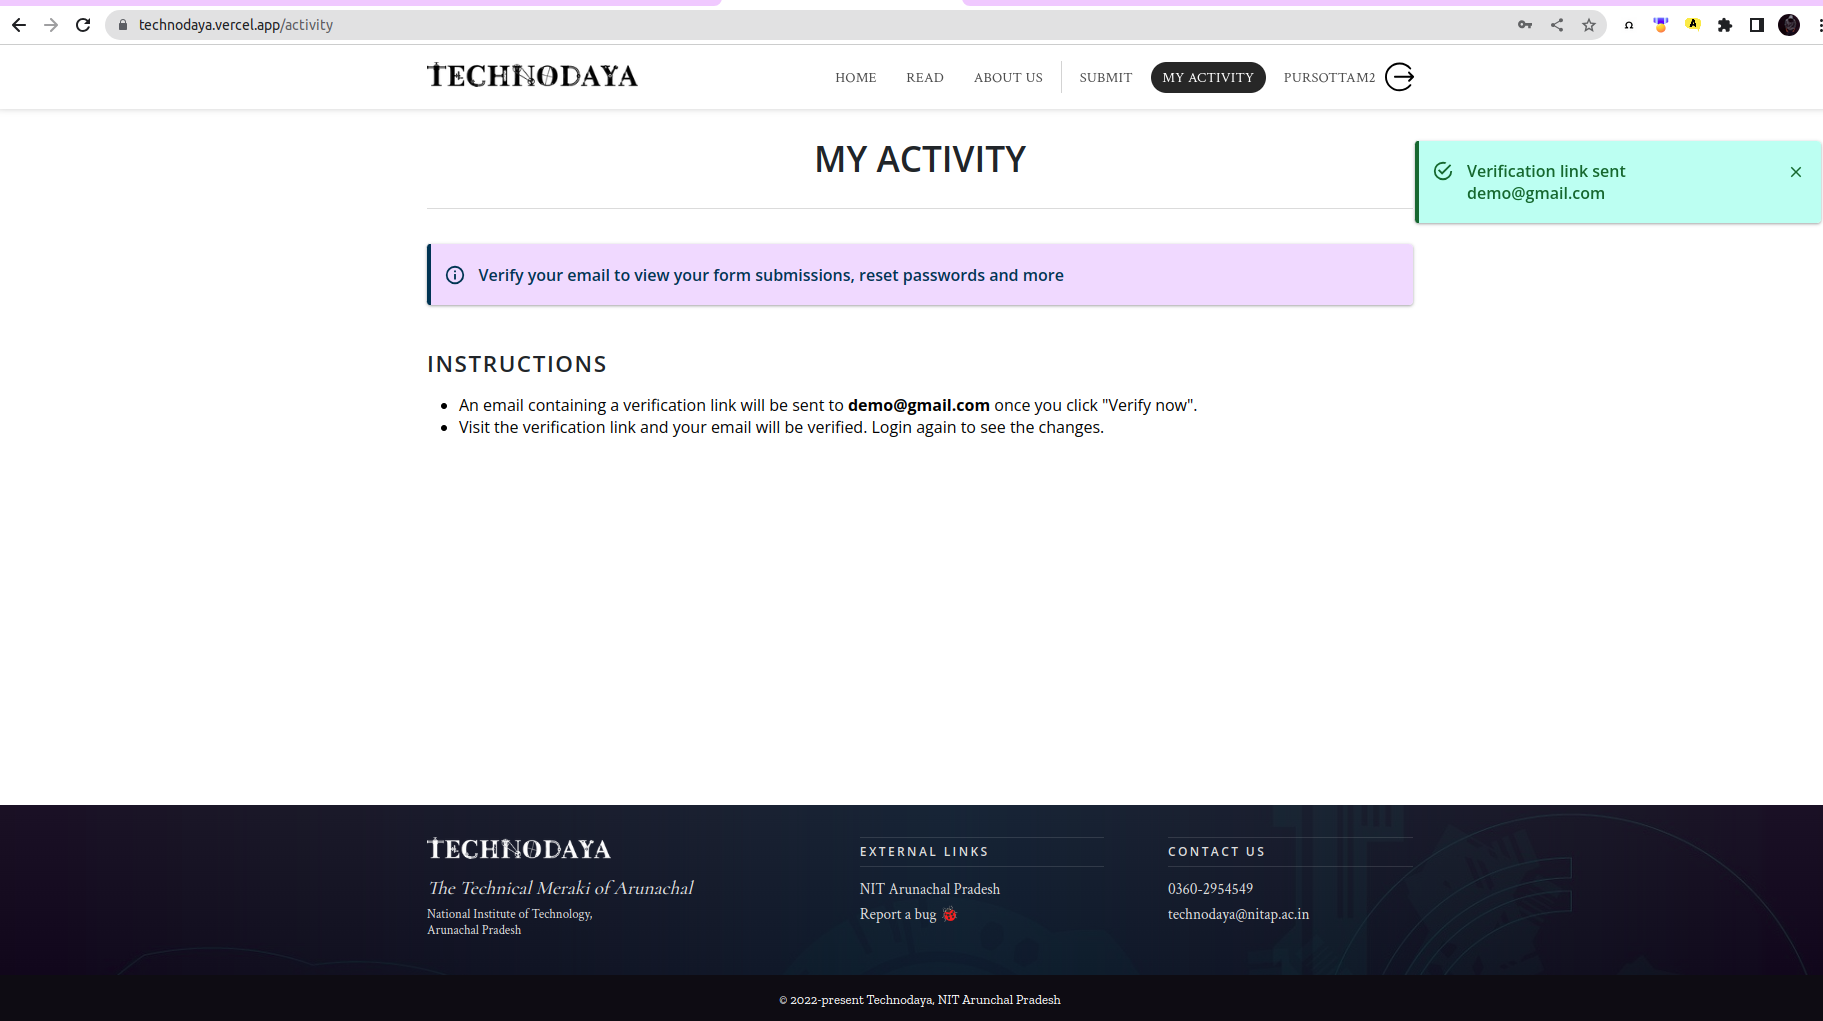 technodaya.vercel.app/activity
TECHNODAYA
HOME READ ABOUT US SUBMIT MY ACTIVITY PURSOTTAM2
MY ACTIVITY
Verification link sent
demo@gmail.com
Verify your email to view your form submissions, reset passwords and more
INSTRUCTIONS
An email containing a verification link will be sent to demo@gmail.com once you click "Verify now".
Visit the verification link and your email will be verified. Login again to see the changes.
TECHNODAYA
The Technical Meraki of Arunachal
National Institute of Technology,
Arunachal Pradesh
EXTERNAL LINKS
NIT Arunachal Pradesh
Report a bug 🐞
CONTACT US
0360-2954549
technodaya@nitap.ac.in
© 2022-present Technodaya, NIT Arunchal Pradesh